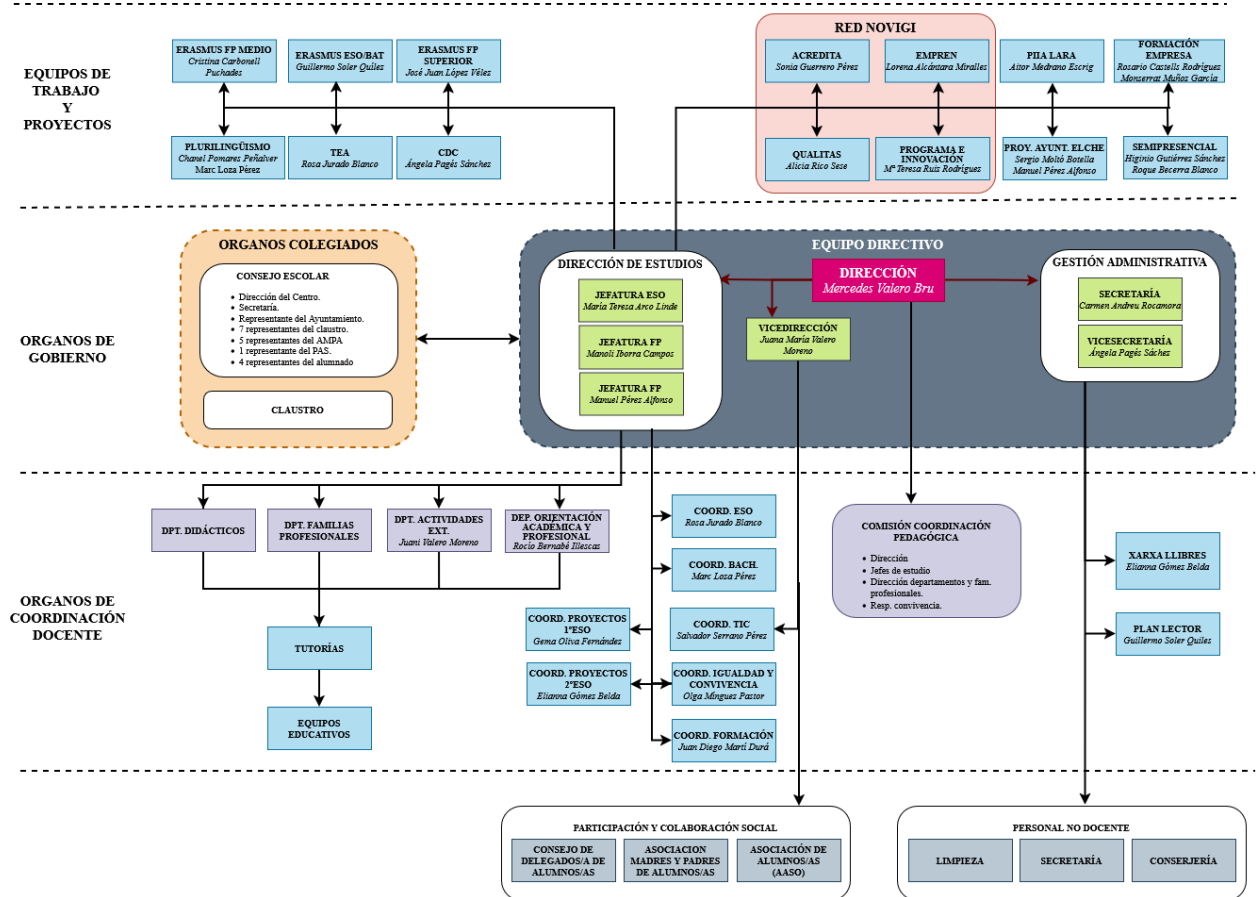 EQUIPOS DE
TRABAJO
Y
PROYECTOS
ERASMUS FP MEDIO
Cristina Carbonell
Puchades
ERASMUS ESO/BAT
Guillermo Soler Quíles
ERASMUS FP
SUPERIOR
José Juan López Véles
PLURILINGÜISMO
Chanel Pomares Peñalver
Marc Loza Pérez
TEA
Rosa Jurado Blanco
CDC
Ángela Pagés Sánchez
RED NOVIGI
ACREDITA
Sonia Guerrero Pérez
EMPREN
Lorena Alcántara Miralles
QUALITAS
Alicia Rico Sese
PROGRAMA E
INNOVACIÓN
Mª Teresa Ruiz Rodríguez
PIIA LARA
Aitor Medrano Escrig
FORMACIÓN
EMPRESA
Rosario Castells Rodríguez
Monserrat Muñoz García
PROY. AYUNT. ELCHE
Sergio Moltó Botella
Manuel Pérez Alfonso
SEMIPRESENCIAL
Higinio Gutiérres Sánchez
Roque Becerra Blanco
ORGANOS DE
GOBIERNO
ORGANOS COLEGIADOS
CONSEJO ESCOLAR
Dirección del Centro.
Secretaría.
Representante del Ayuntamiento.
7 representantes del claustro.
5 representantes del AMPA
1 representante del PAS.
4 representantes del alumnado
CLAUSTRO
EQUIPO DIRECTIVO
DIRECCIÓN DE ESTUDIOS
JEFATURA ESO
María Teresa Arco Linde
JEFATURA FP
Manoli Iborra Campos
JEFATURA FP
Manuel Pérez Alfonso
DIRECCIÓN
Mercedes Valero Bru
VICEDIRECCIÓN
Juana María Valero
Moreno
GESTIÓN ADMINISTRATIVA
SECRETARÍA
Carmen Andreu Rocamora
VICESECRETARÍA
Ángela Pagés Sáchez
ORGANOS DE
COORDINACIÓN
DOCENTE
DPT. DIDÁCTICOS
DPT. FAMILIAS
PROFESIONALES
DPT. ACTIVIDADES
EXT.
Juani Valero Moreno
DEP. ORIENTACIÓN
ACADÉMICA Y
PROFESIONAL
Rocío Bernabé Illescas
TUTORÍAS
EQUIPOS
EDUCATIVOS
COORD. ESO
Rosa Jurado Blanco
COORD. BACH.
Marc Losa Pérez
COORD. PROYECTOS
1ºESO
Gema Oliva Fernández
COORD. TIC
Salvador Serrano Pérez
COORD. PROYECTOS
2ºESO
Elianna Gómes Belda
COORD. IGUALDAD Y
CONVIVENCIA
Olga Mínguez Pastor
COORD. FORMACIÓN
Juan Diego Martí Durá
COMISIÓN COORDINACIÓN
PEDAGÓGICA
Dirección
Jefes de estudio
Dirección departamentos y fam.
profesionales.
Resp. convivencia.
XARXA LLIBRES
Elianna Gómes Belda
PLAN LECTOR
Guillermo Soler Quiles
PARTICIPACIÓN Y COLABORACIÓN SOCIAL
CONSEJO DE
DELEGADOS/A DE
ALUMNOS/AS
ASOCIACION
MADRES Y PADRES
DE ALUMNOS/AS
ASOCIACIÓN DE
ALUMNOS/AS
(AASO)
PERSONAL NO DOCENTE
LIMPIEZA
SECRETARÍA
CONSERJERÍA